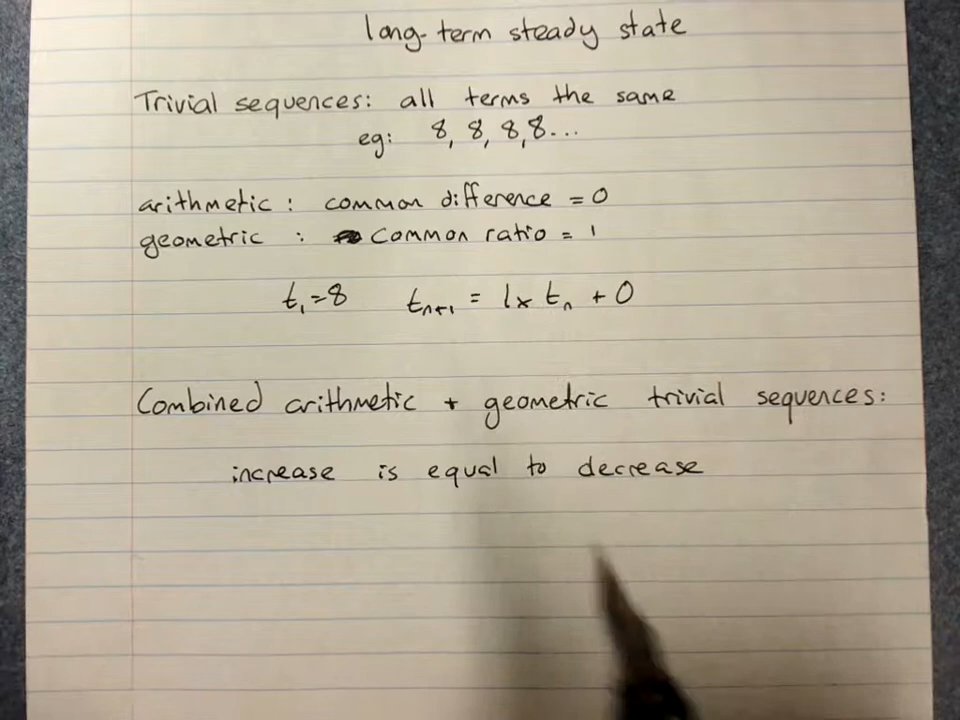 long-term steady state
Trivial sequences: all terms the same
eg: 8, 8, 8, 8...
arithmetic: common difference = 0
geometric : common ratio = 1
t₁=8 tₙ₊₁ = 1× tₙ + 0
Combined arithmetic + geometric trivial sequences:
increase is equal to decrease